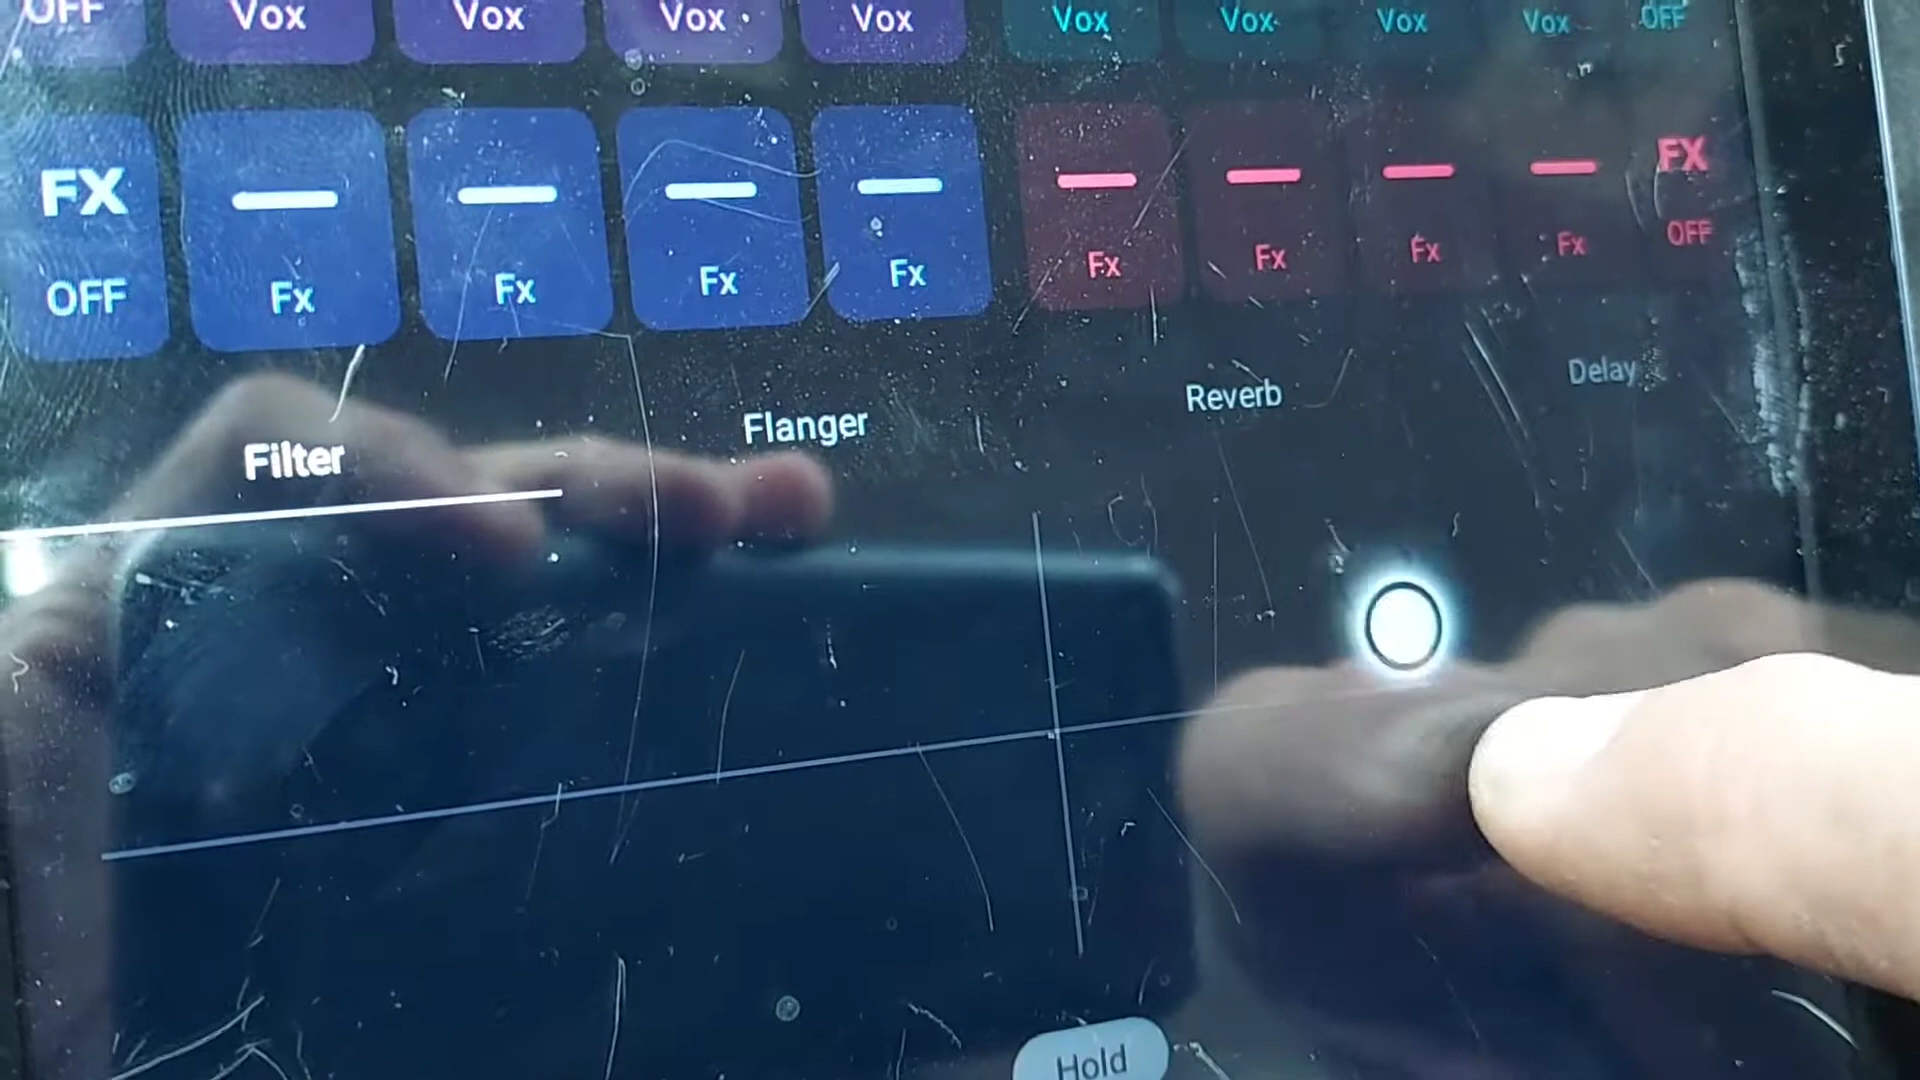 OFF Vox Vox Vox Vox Vox Vox Vox Vox OFF
FX FX
OFF Fx Fx Fx Fx Fx Fx Fx Fx OFF
Filter Flanger Reverb Delay
Hold